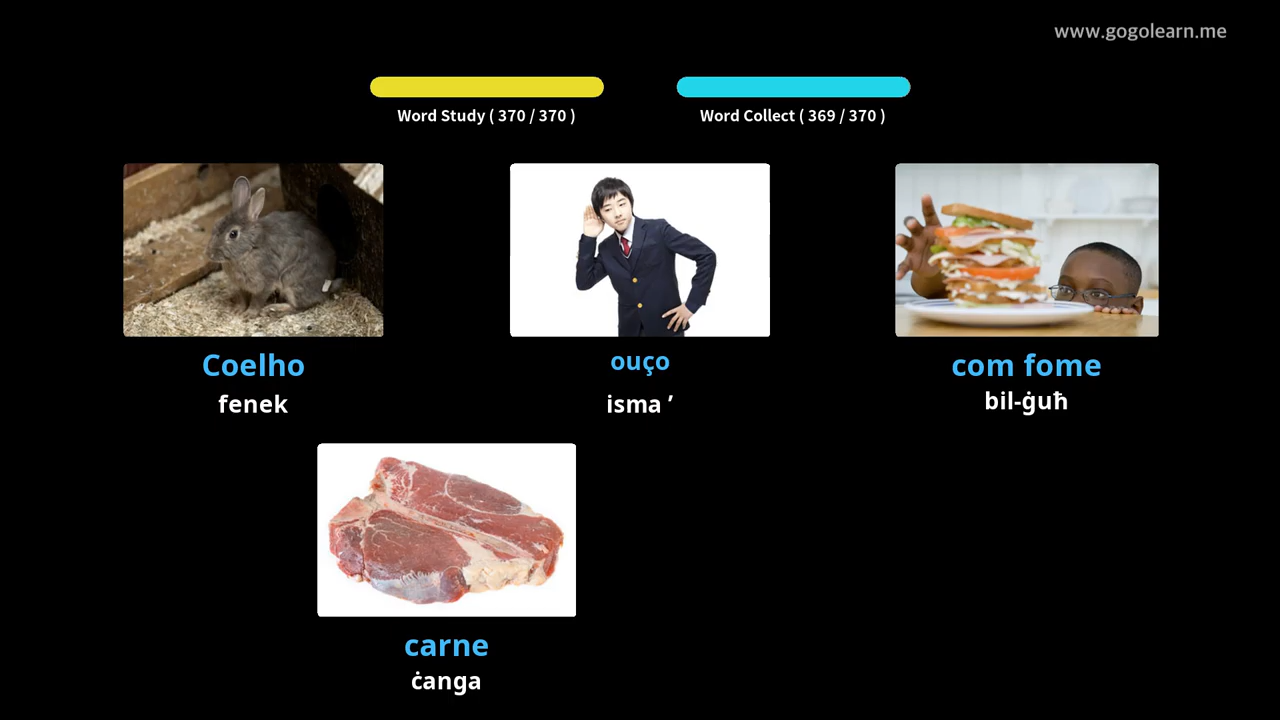 www.gogolearn.me
Word Study ( 370 / 370 )
Word Collect ( 369 / 370 )
Coelho
fenek
ouço
isma ’
com fome
bil-ġuħ
carne
ċanga